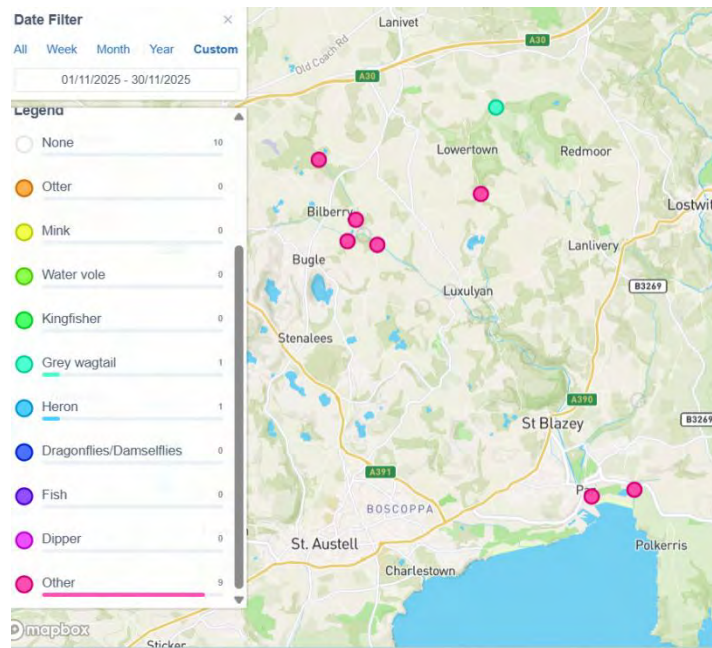 Date Filter ×
All Week Month Year Custom
01/11/2025 - 30/11/2025
Legend
None 10
Otter 0
Mink 0
Water vole 0
Kingfisher 0
Grey wagtail 1
Heron 1
Dragonflies/Damselflies 0
Fish 0
Dipper 0
Other 9
mapbox
Lanivet
Old Coach Rd
A30
A30
Lowertown
Redmoor
Bilberry
Lostwit
Lanlivery
Bugle
B3269
Luxulyan
Stenalees
A390
St Blazey
B3269
A391
Par
BOSCOPPA
St. Austell
Polkerris
Charlestown
Sticker